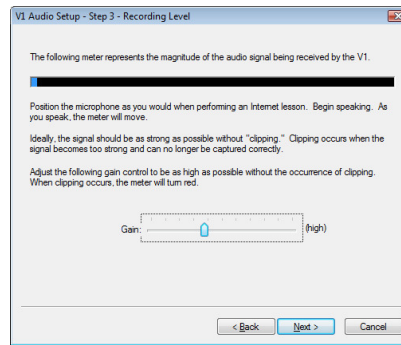 V1 Audio Setup - Step 3 - Recording Level
The following meter represents the magnitude of the audio signal being received by the V1.
Position the microphone as you would when performing an Internet lesson. Begin speaking. As
you speak, the meter will move.
Ideally, the signal should be as strong as possible without "clipping." Clipping occurs when the
signal becomes too strong and can no longer be captured correctly.
Adjust the following gain control to be as high as possible without the occurrence of clipping.
When clipping occurs, the meter will turn red.
Gain: (high)
< Back Next > Cancel